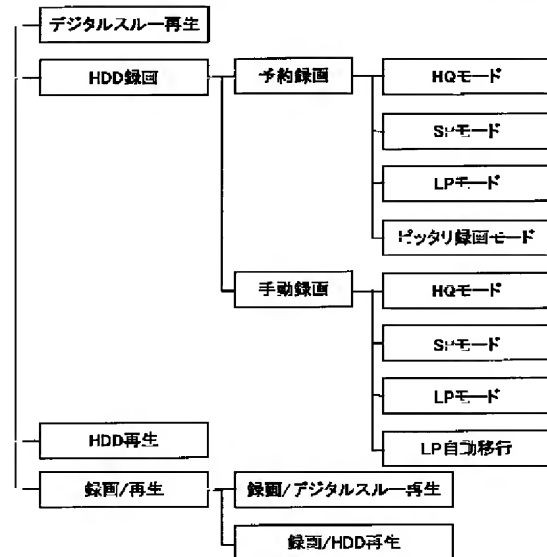 デジタルスルー再生
HDD録画
予約録画
HQモード
SPモード
LPモード
ピッタリ録画モード
手動録画
HQモード
SPモード
LPモード
LP自動移行
HDD再生
録画/再生
録画/デジタルスルー再生
録画/HDD再生